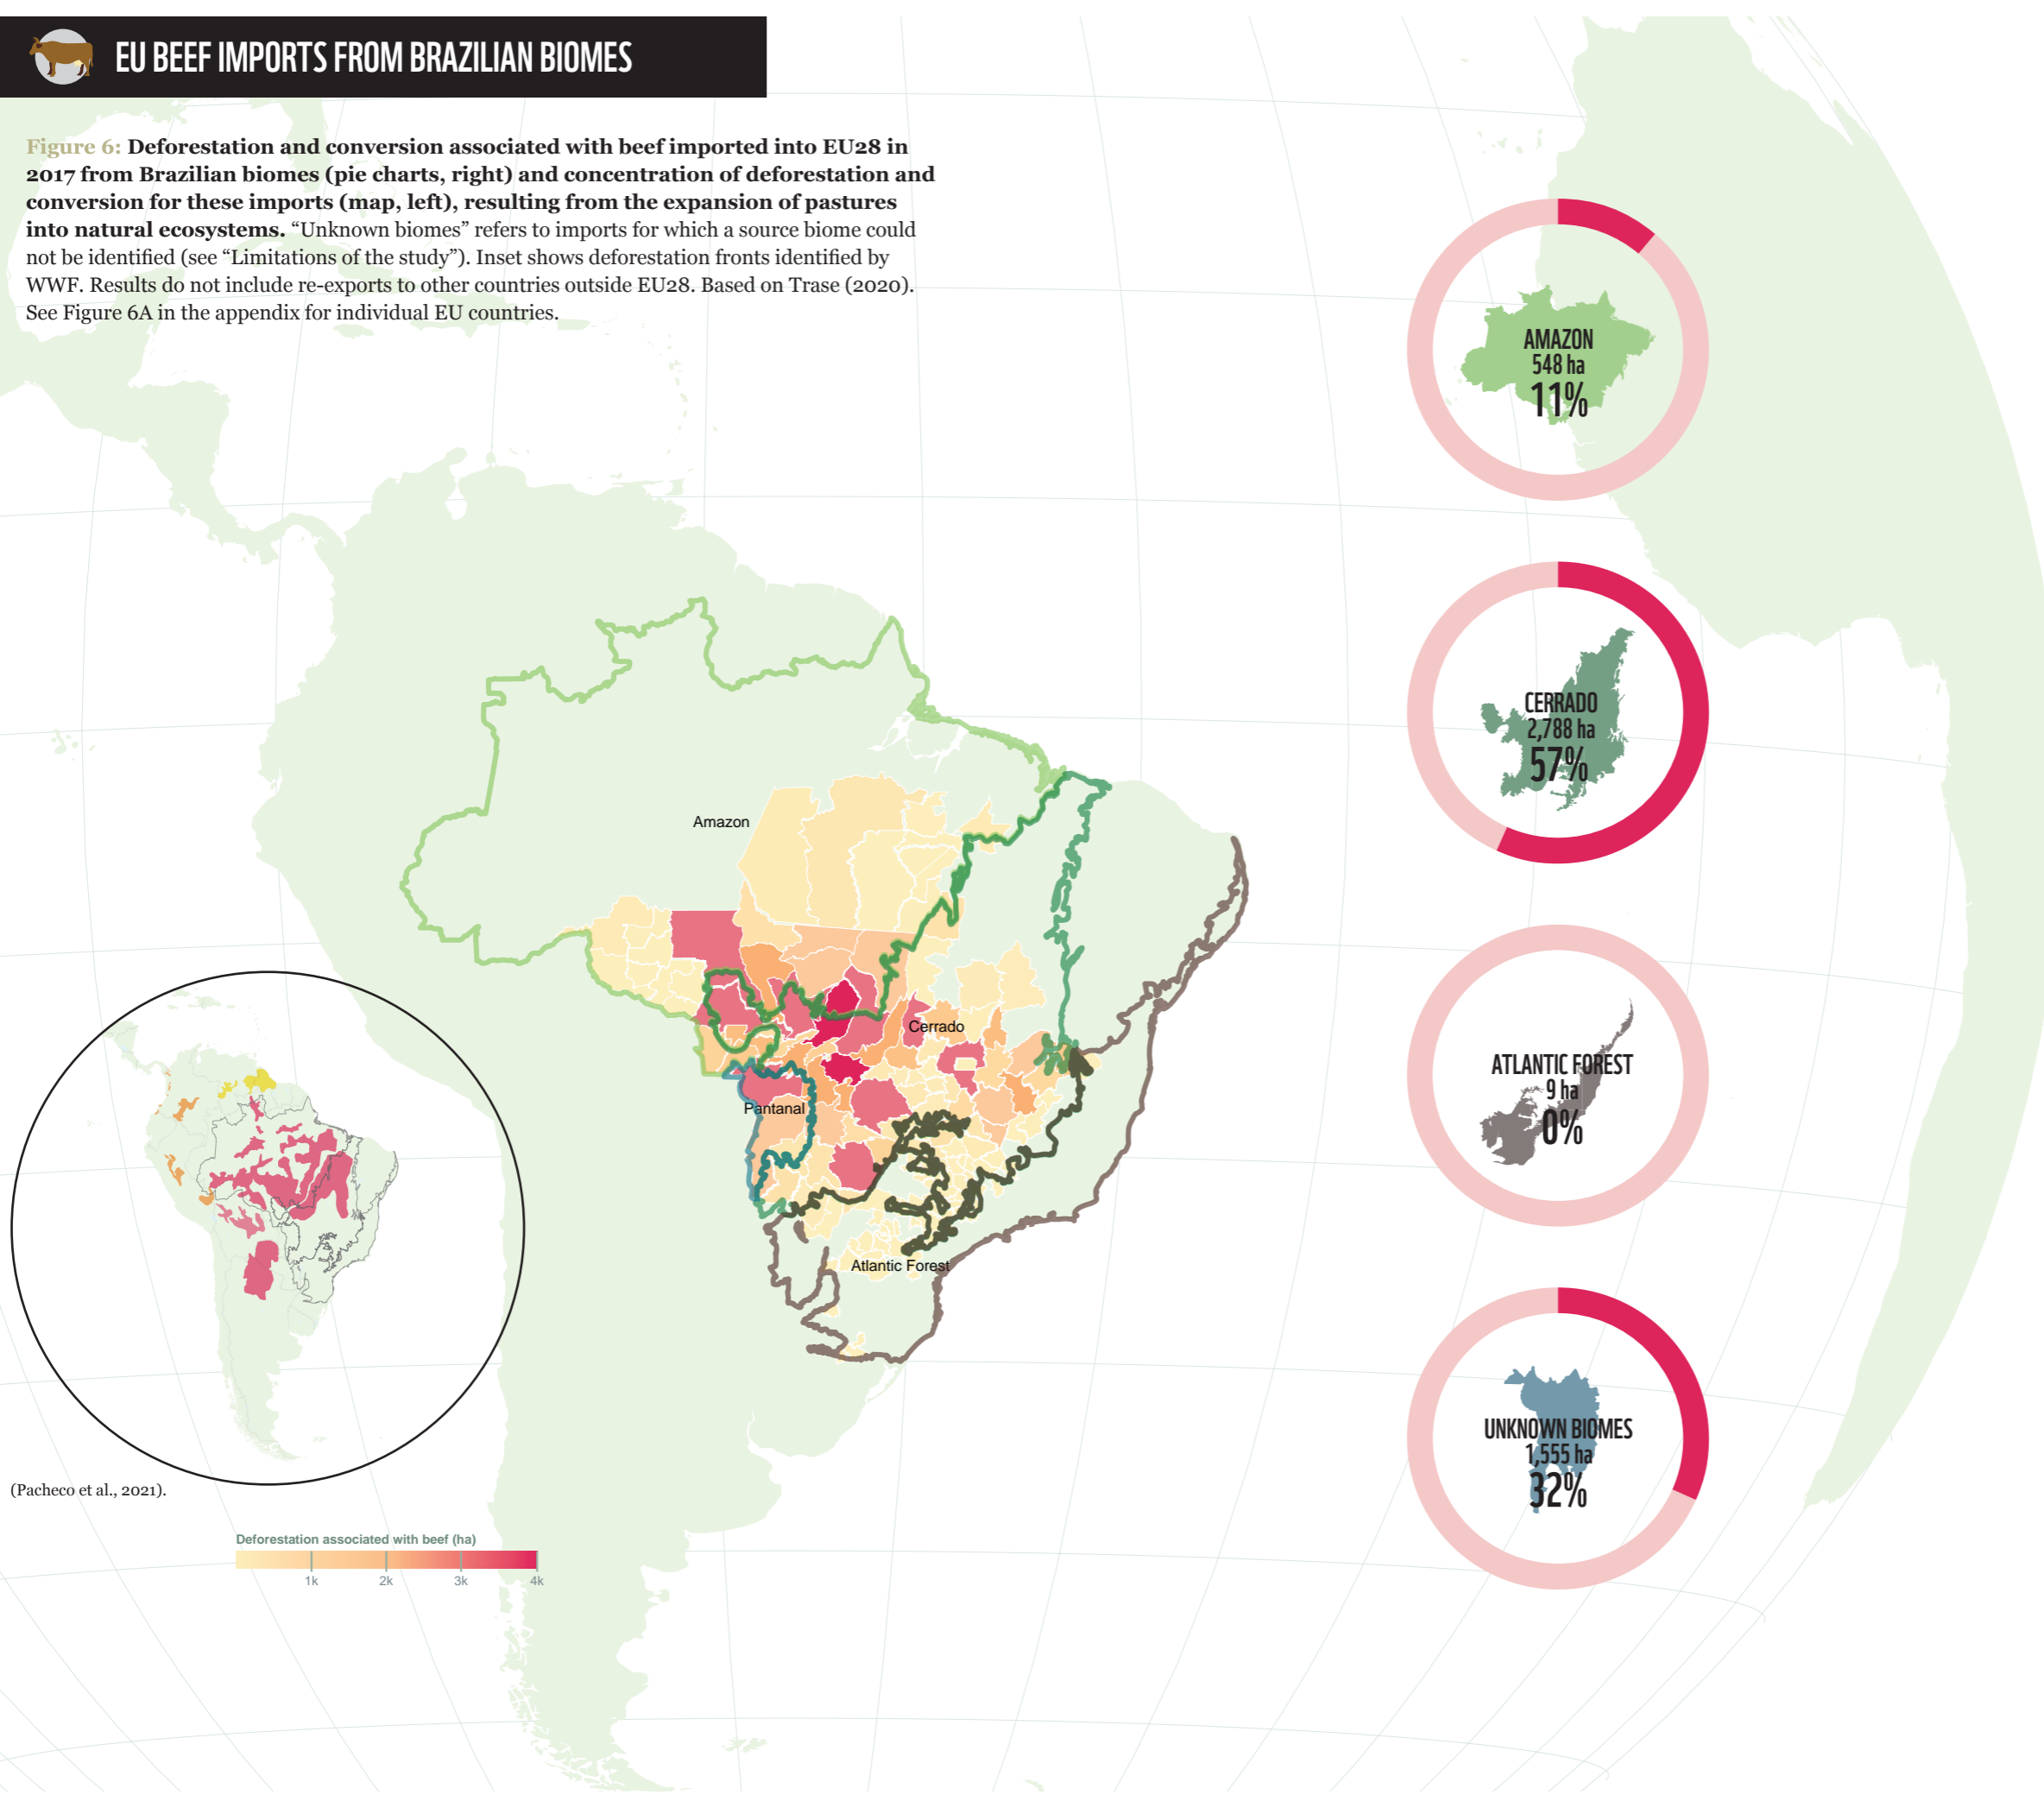 EU BEEF IMPORTS FROM BRAZILIAN BIOMES
Figure 6: Deforestation and conversion associated with beef imported into EU28 in
2017 from Brazilian biomes (pie charts, right) and concentration of deforestation and
conversion for these imports (map, left), resulting from the expansion of pastures
into natural ecosystems. “Unknown biomes” refers to imports for which a source biome could
not be identified (see “Limitations of the study”). Inset shows deforestation fronts identified by
WWF. Results do not include re-exports to other countries outside EU28. Based on Trase (2020).
See Figure 6A in the appendix for individual EU countries.
AMAZON
548 ha
11%
CERRADO
2,788 ha
57%
ATLANTIC FOREST
9 ha
0%
UNKNOWN BIOMES
1,555 ha
32%
Amazon
Cerrado
Pantanal
Atlantic Forest
(Pacheco et al., 2021).
Deforestation associated with beef (ha)
1k 2k 3k 4k